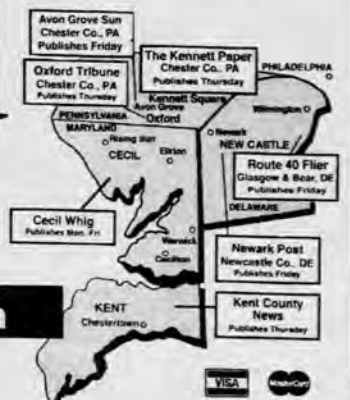 Avon Grove Sun
Chester Co., PA
Publishes Friday
The Kennett Paper
Chester Co., PA
Publishes Thursday
Oxford Tribune
Chester Co., PA
Publishes Thursday
PHILADELPHIA
Kennett Square
Avon Grove
Oxford
Wilmington
PENNSYLVANIA
MARYLAND
Rising Sun
Newark
CECIL
Elkton
NEW CASTLE
Route 40 Flier
Glasgow & Bear, DE
Publishes Friday
DELAWARE
Cecil Whig
Publishes Mon. Fri
Warwick
Cecilton
Newark Post
Newcastle Co., DE
Publishes Friday
KENT
Chestertown
Kent County
News
Publishes Thursday
VISA
MasterCard